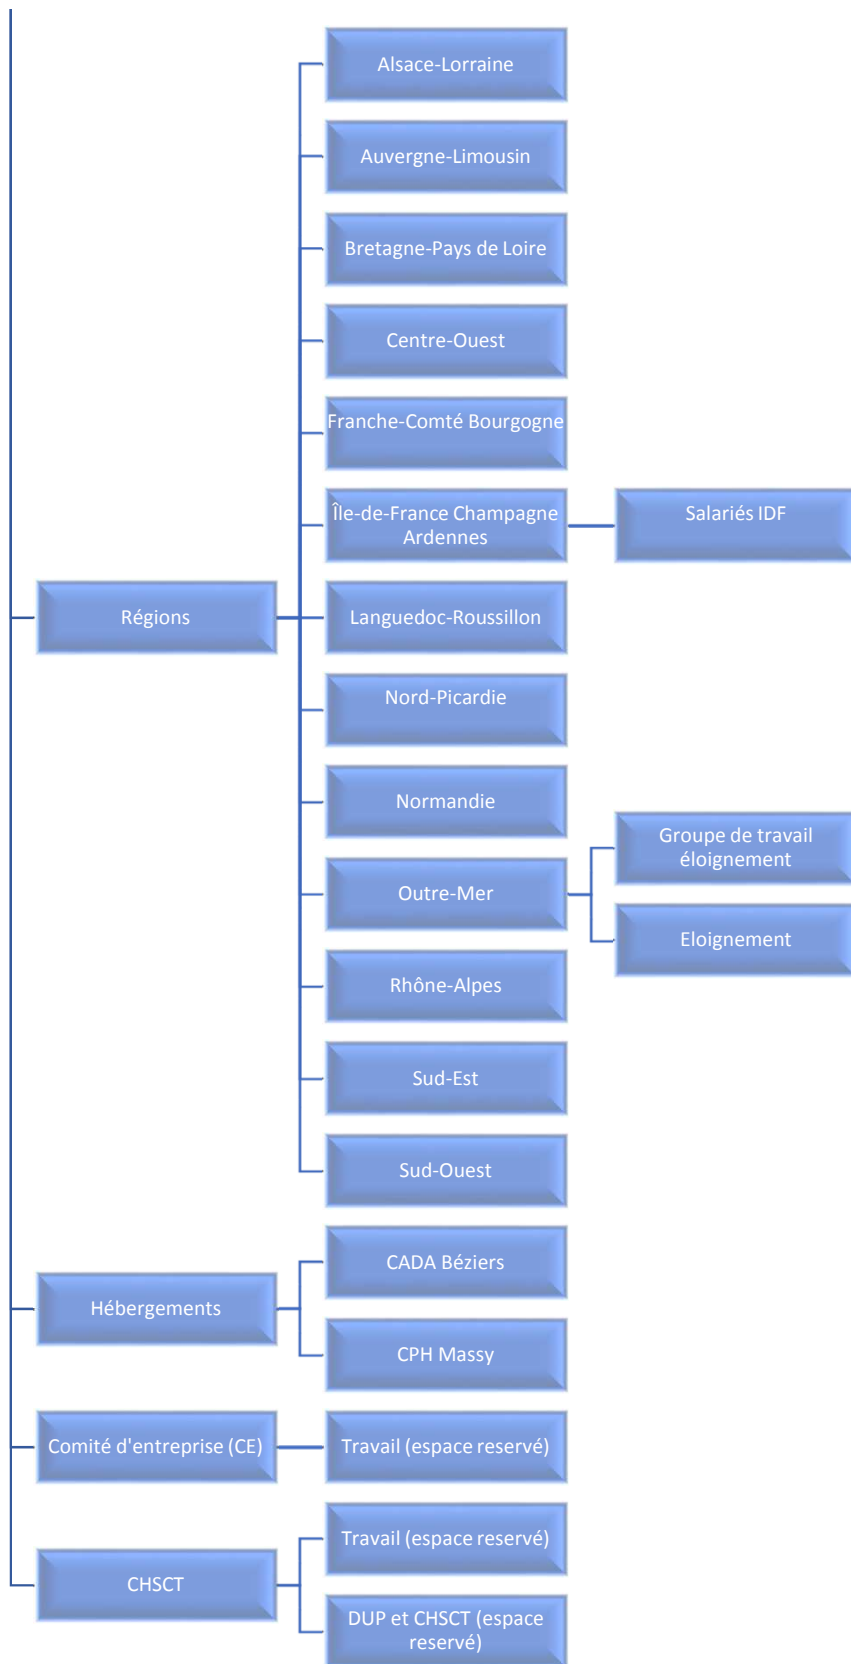 Alsace-Lorraine
Auvergne-Limousin
Bretagne-Pays de Loire
Centre-Ouest
Franche-Comté Bourgogne
Île-de-France Champagne
Ardennes
Salariés IDF
Régions
Languedoc-Roussillon
Nord-Picardie
Normandie
Outre-Mer
Groupe de travail
éloignement
Eloignement
Rhône-Alpes
Sud-Est
Sud-Ouest
Hébergements
CADA Béziers
CPH Massy
Comité d'entreprise (CE)
Travail (espace reservé)
CHSCT
Travail (espace reservé)
DUP et CHSCT (espace
reservé)